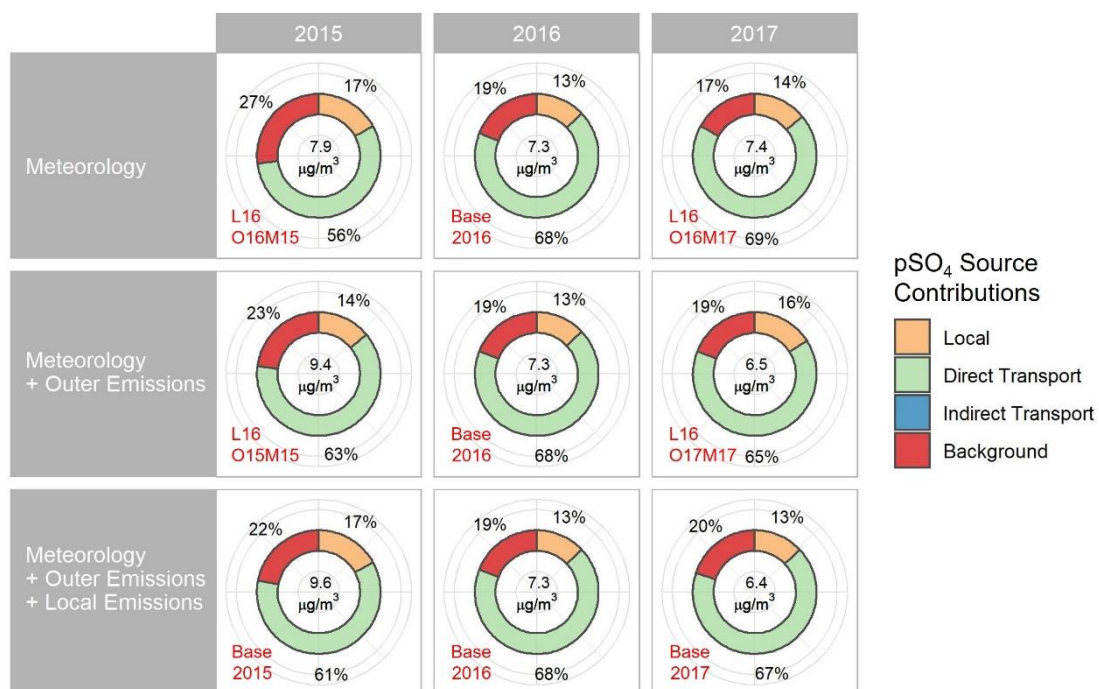 2015
2016
2017
Meteorology
27%
17%
7.9
μg/m³
L16
O16M15
56%
19%
13%
7.3
μg/m³
Base
2016
68%
17%
14%
7.4
μg/m³
L16
O16M17
69%
Meteorology
+ Outer Emissions
23%
14%
9.4
μg/m³
L16
O15M15
63%
19%
13%
7.3
μg/m³
Base
2016
68%
19%
16%
6.5
μg/m³
L16
O17M17
65%
Meteorology
+ Outer Emissions
+ Local Emissions
22%
17%
9.6
μg/m³
Base
2015
61%
19%
13%
7.3
μg/m³
Base
2016
68%
20%
13%
6.4
μg/m³
Base
2017
67%
pSO₄ Source
Contributions
Local
Direct Transport
Indirect Transport
Background